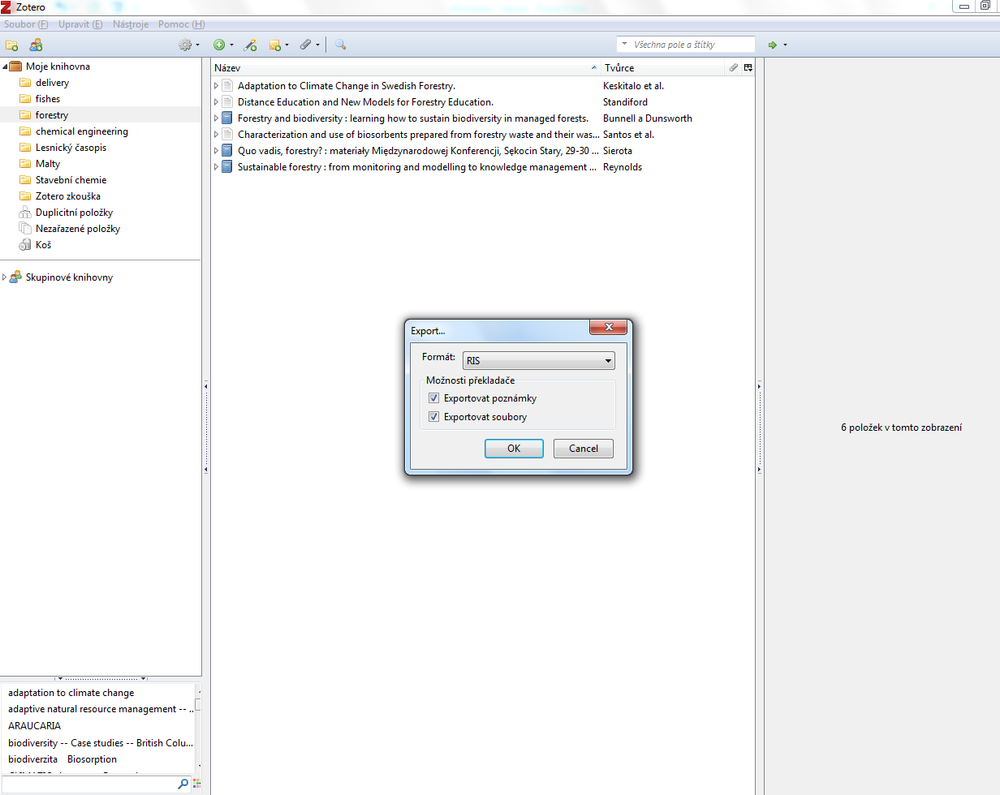 Zotero
Soubor (F) Upravit (E) Nástroje Pomoc (H)
Všechna pole a štítky
Moje knihovna
delivery
fishes
forestry
chemical engineering
Lesnický časopis
Malty
Stavební chemie
Zotero zkouška
Duplicitní položky
Nezařazené položky
Koš
Skupinové knihovny
Název Tvůrce
Adaptation to Climate Change in Swedish Forestry. Keskitalo et al.
Distance Education and New Models for Forestry Education. Standiford
Forestry and biodiversity : learning how to sustain biodiversity in managed forests. Bunnell a Dunsworth
Characterization and use of biosorbents prepared from forestry waste and their was... Santos et al.
Quo vadis, forestry? : materiały Międzynarodowej Konferencji, Sękocin Stary, 29-30 ... Sierota
Sustainable forestry : from monitoring and modelling to knowledge management ... Reynolds
Export...
Formát: RIS
Možnosti překladače
Exportovat poznámky
Exportovat soubory
OK Cancel
6 položek v tomto zobrazení
adaptation to climate change
adaptive natural resource management -- ..
ARAUCARIA
biodiversity -- Case studies -- British Colu...
biodiverzita Biosorption